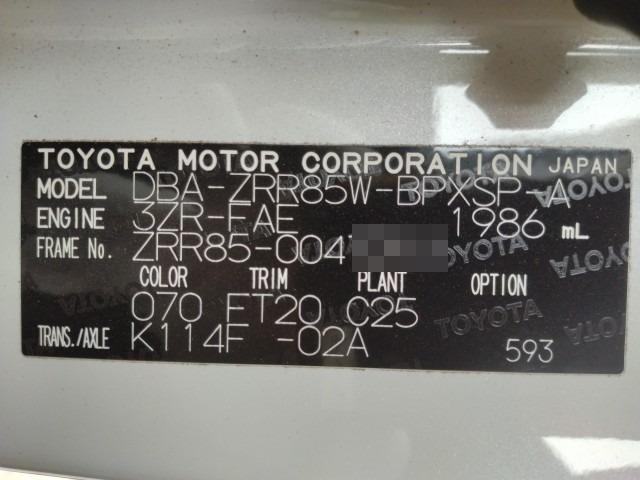 TOYOTA MOTOR CORPORATION JAPAN
MODEL DBA-ZRR85W-BPXSP-A
ENGINE 3ZR-FAE 1986 mL
FRAME No. ZRR85-004
COLOR TRIM PLANT OPTION
070 FT20 C25
TRANS./AXLE K114F -02A 593